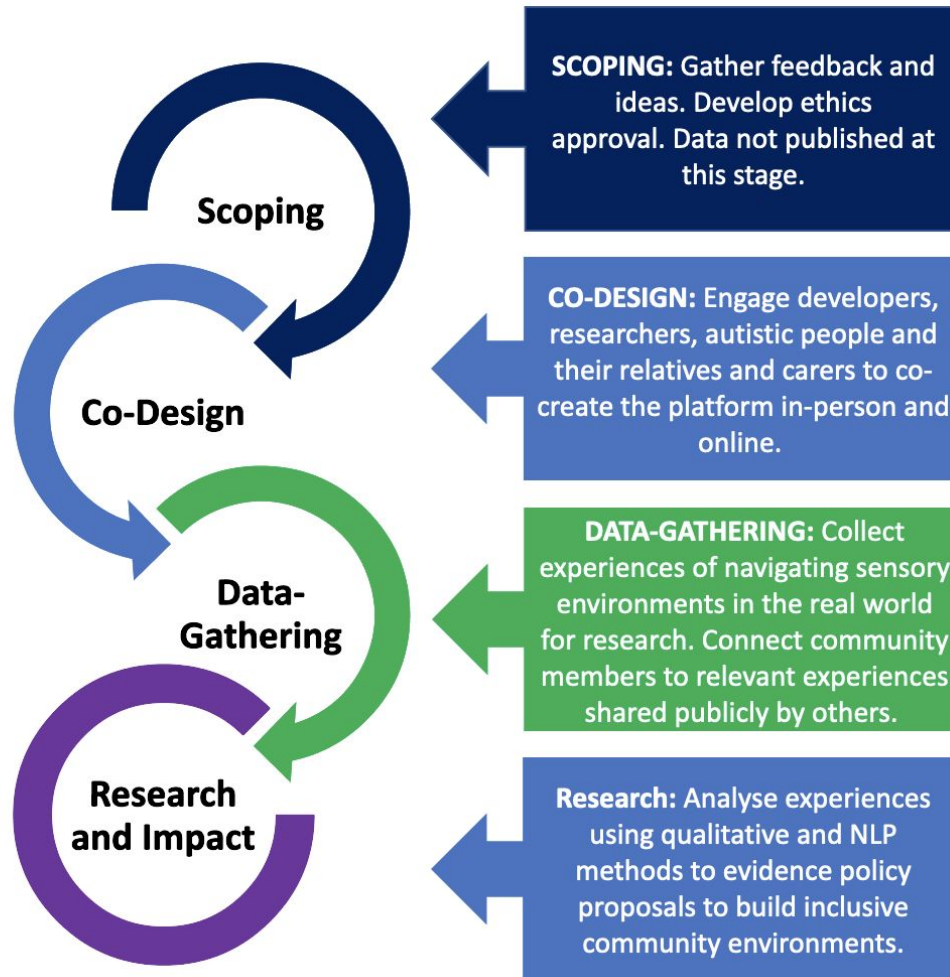 Scoping
SCOPING: Gather feedback and
ideas. Develop ethics
approval. Data not published at
this stage.
Co-Design
CO-DESIGN: Engage developers,
researchers, autistic people and
their relatives and carers to co-
create the platform in-person and
online.
Data-
Gathering
DATA-GATHERING: Collect
experiences of navigating sensory
environments in the real world
for research. Connect community
members to relevant experiences
shared publicly by others.
Research
and Impact
Research: Analyse experiences
using qualitative and NLP
methods to evidence policy
proposals to build inclusive
community environments.